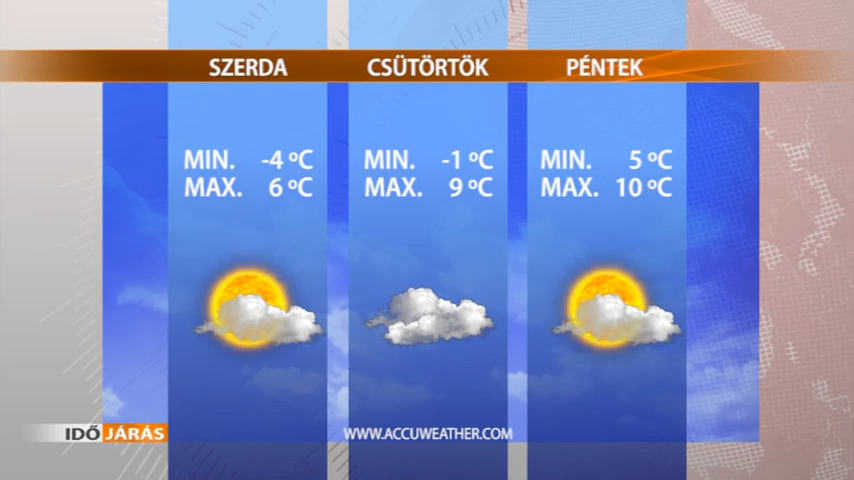 SZERDA
MIN. -4 ºC
MAX. 6 ºC
CSÜTÖRTÖK
MIN. -1 ºC
MAX. 9 ºC
PÉNTEK
MIN. 5 ºC
MAX. 10 ºC
IDŐJÁRÁS
WWW.ACCUWEATHER.COM